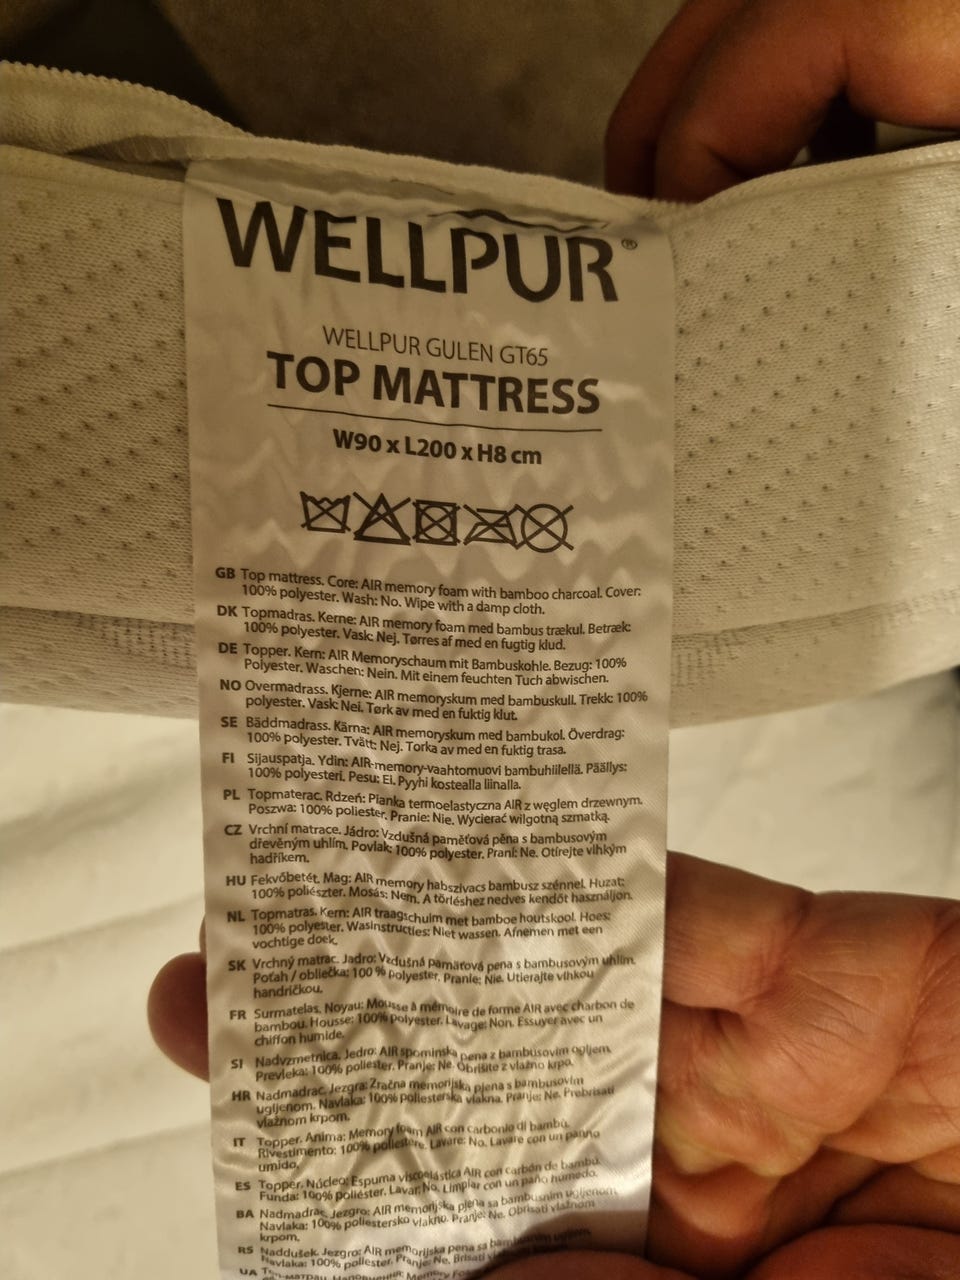 WELLPUR®
WELLPUR GULEN GT65
TOP MATTRESS
W90 x L200 x H8 cm
GB Top mattress. Core: AIR memory foam with bamboo charcoal. Cover:
100% polyester. Wash: No. Wipe with a damp cloth.
DK Topmadras. Kerne: AIR memory foam med bambus trækul. Betræk:
100% polyester. Vask: Nej. Tørres af med en fugtig klud.
DE Topper. Kern: AIR Memoryschaum mit Bambuskohle. Bezug: 100%
Polyester. Waschen: Nein. Mit einem feuchten Tuch abwischen.
NO Overmadrass. Kjerne: AIR memoryskum med bambuskull. Trekk: 100%
polyester. Vask: Nei. Tørk av med en fuktig klut.
SE Bäddmadrass. Kärna: AIR memoryskum med bambukol. Överdrag:
100% polyester. Tvätt: Nej. Torka av med en fuktig trasa.
FI Sijauspatja. Ydin: AIR-memory-vaahtomuovi bambuhiilellä. Päällys:
100% polyesteri. Pesu: Ei. Pyyhi kostealla liinalla.
PL Topmaterac. Rdzeń: Pianka termoelastyczna AIR z węglem drzewnym.
Poszwa: 100% poliester. Pranie: Nie. Wycierać wilgotną szmatką.
CZ Vrchní matrace. Jádro: Vzdušná paměťová pěna s bambusovým
dřevěným uhlím. Povlak: 100% polyester. Praní: Ne. Otírejte vlhkým
hadříkem.
HU Fekvőbetét. Mag: AIR memory habszivacs bambusz szénnel. Huzat:
100% poliészter. Mosás: Nem. A törléshez nedves kendőt használjon.
NL Topmatras. Kern: AIR traagschuim met bamboe houtskool. Hoes:
100% polyester. Wasinstructies: Niet wassen. Afnemen met een
vochtige doek.
SK Vrchný matrac. Jadro: Vzdušná pamäťová pena s bambusovým uhlím.
Poťah / obliečka: 100 % polyester. Pranie: Nie. Utierajte vlhkou
handričkou.
FR Surmatelas. Noyau: Mousse à mémoire de forme AIR avec charbon de
bambou. Housse: 100% polyester. Lavage: Non. Essuyer avec un
chiffon humide.
SI Nadvzmetnica. Jedro: AIR spominska pena z bambusovim ogljem.
Prevleka: 100% poliester. Pranje: Ne. Obrišite z vlažno krpo.
HR Nadmadrac. Jezgra: Zračna memorijska pjena s bambusovim
ugljenom. Navlaka: 100% poliesterska vlakna. Pranje: Ne. Prebrisati
vlažnom krpom.
IT Topper. Anima: Memory foam AIR con carbonio di bambù.
Rivestimento: 100% poliestere. Lavare: No. Lavare con un panno
umido.
ES Topper. Núcleo: Espuma viscoelástica AIR con carbón de bambú.
Funda: 100% poliéster. Lavar: No. Limpiar con un paño húmedo.
BA Nadmadrac. Jezgro: AIR memorijska pjena sa bambusnim ugljenom.
Navlaka: 100% poliestersko vlakno. Pranje: Ne. Obrisati vlažnom
krpom.
RS Naddušek. Jezgro: AIR memorijska pena sa
Navlaka: 100% poliester. Pranje: Ne. Brisati
UA